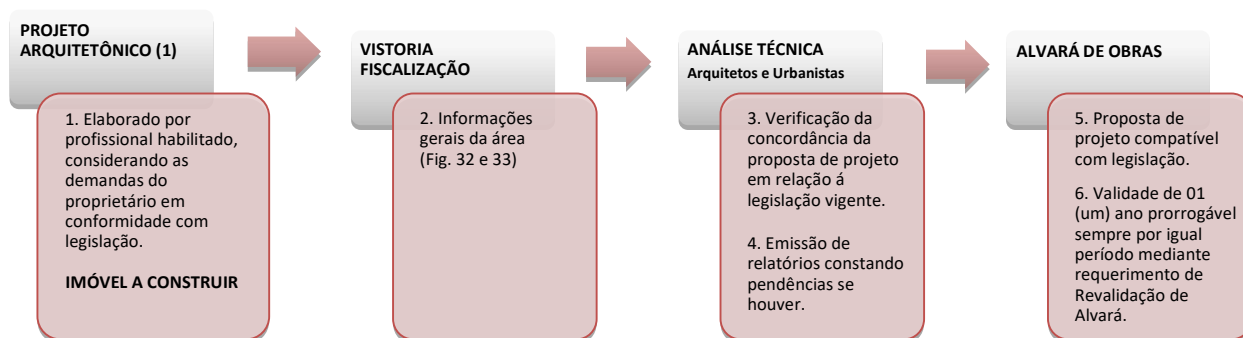 PROJETO
ARQUITETÔNICO (1)
1. Elaborado por
profissional habilitado,
considerando as
demandas do
proprietário em
conformidade com
legislação.
IMÓVEL A CONSTRUIR
VISTORIA
FISCALIZAÇÃO
2. Informações
gerais da área
(Fig. 32 e 33)
ANÁLISE TÉCNICA
Arquitetos e Urbanistas
3. Verificação da
concordância da
proposta de projeto
em relação á
legislação vigente.
4. Emissão de
relatórios constando
pendências se
houver.
ALVARÁ DE OBRAS
5. Proposta de
projeto compatível
com legislação.
6. Validade de 01
(um) ano prorrogável
sempre por igual
período mediante
requerimento de
Revalidação de
Alvará.